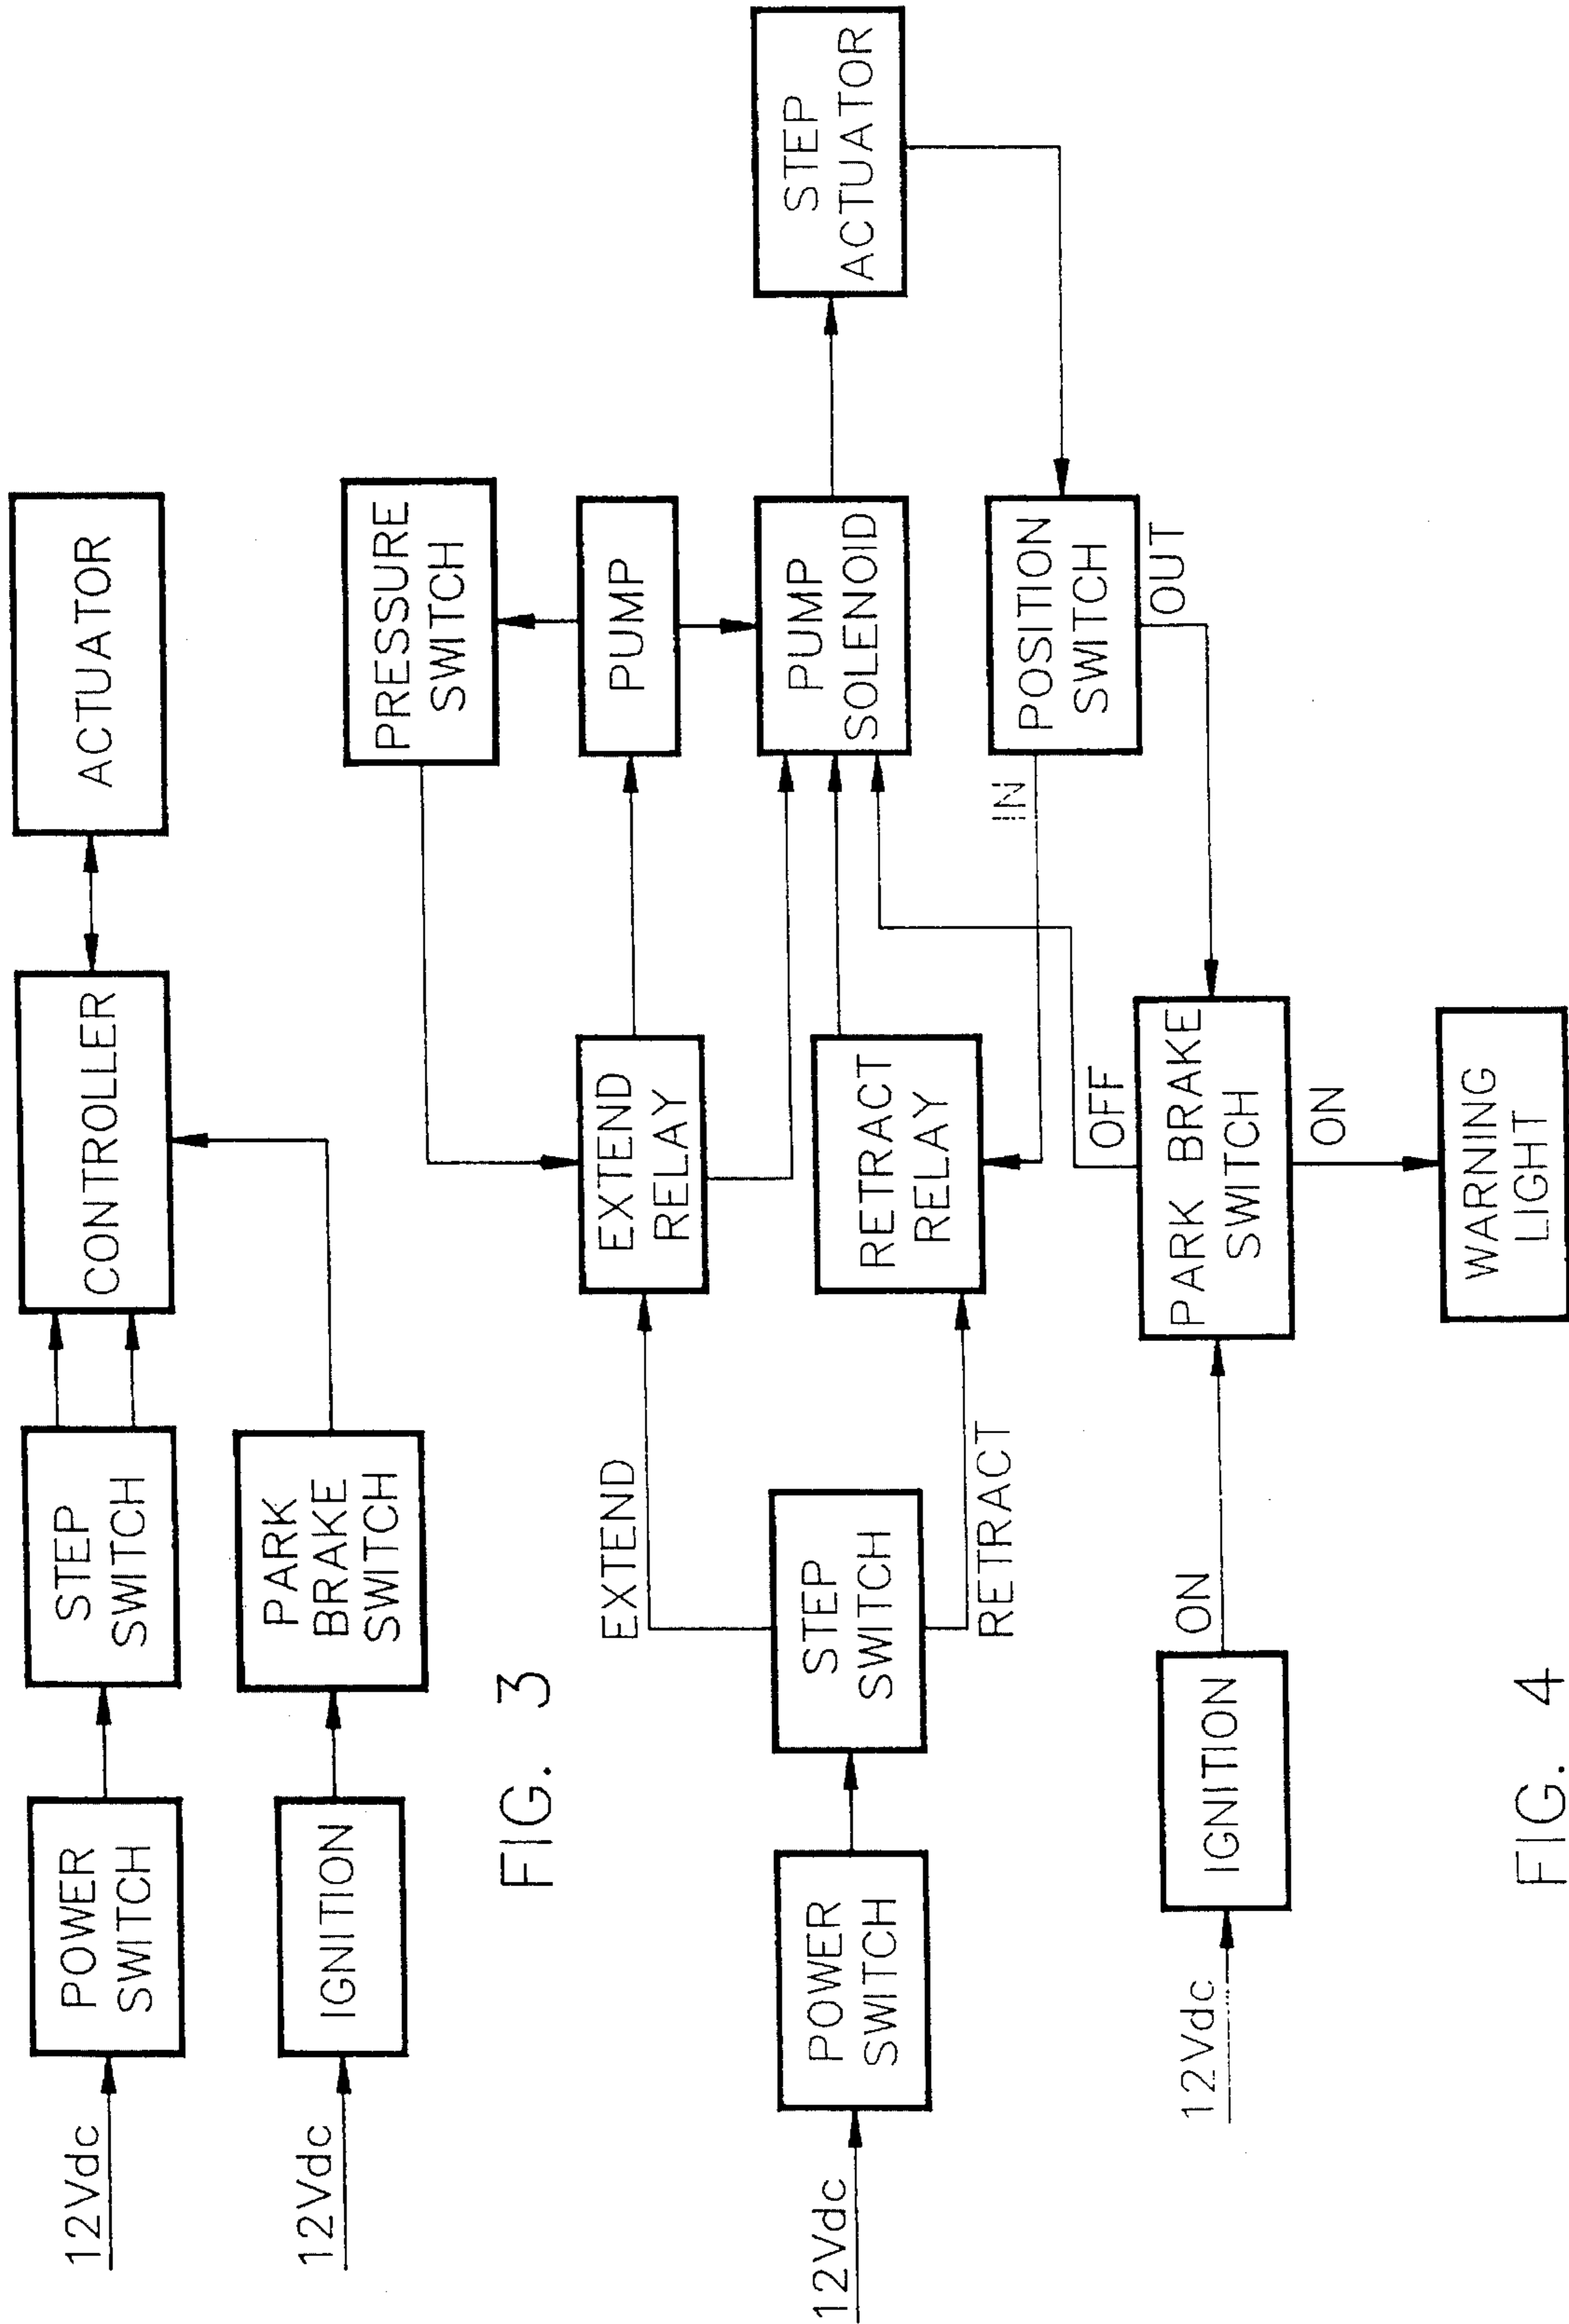 12Vdc
POWER
SWITCH
STEP
SWITCH
CONTROLLER
ACTUATOR
12Vdc
IGNITION
PARK
BRAKE
SWITCH
FIG. 3
PRESSURE
SWITCH
EXTEND
EXTEND
RELAY
PUMP
12Vdc
POWER
SWITCH
STEP
SWITCH
RETRACT
RETRACT
RELAY
PUMP
SOLENOID
STEP
ACTUATOR
IN
POSITION
SWITCH
OUT
12Vdc
IGNITION
ON
OFF
PARK BRAKE
SWITCH
ON
WARNING
LIGHT
FIG. 4